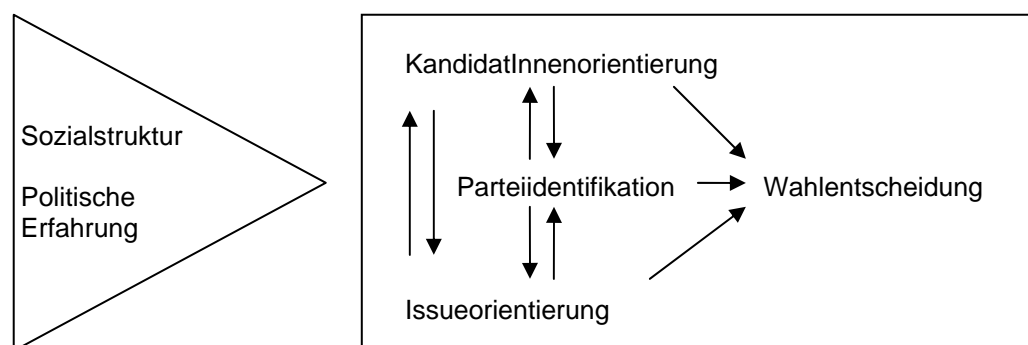 Sozialstruktur
Politische
Erfahrung
KandidatInnenorientierung
Parteiidentifikation
Wahlentscheidung
Issueorientierung